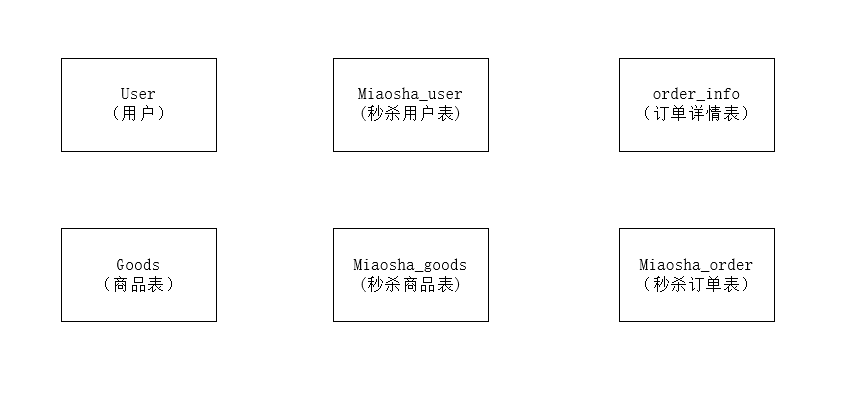 User
（用户）
Miaosha_user
(秒杀用户表)
order_info
（订单详情表）
Goods
（商品表）
Miaosha_goods
(秒杀商品表)
Miaosha_order
（秒杀订单表）